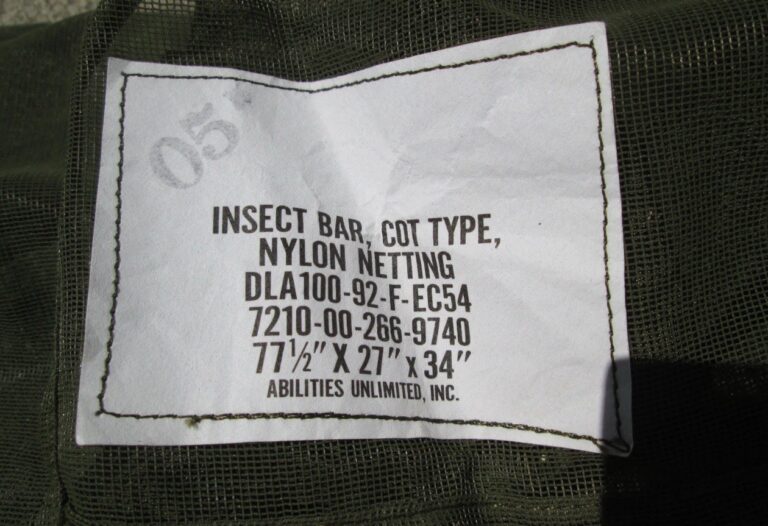 05
INSECT BAR, COT TYPE,
NYLON NETTING
DLA100-92-F-EC54
7210-00-266-9740
77½" X 27" x 34"
ABILITIES UNLIMITED, INC.